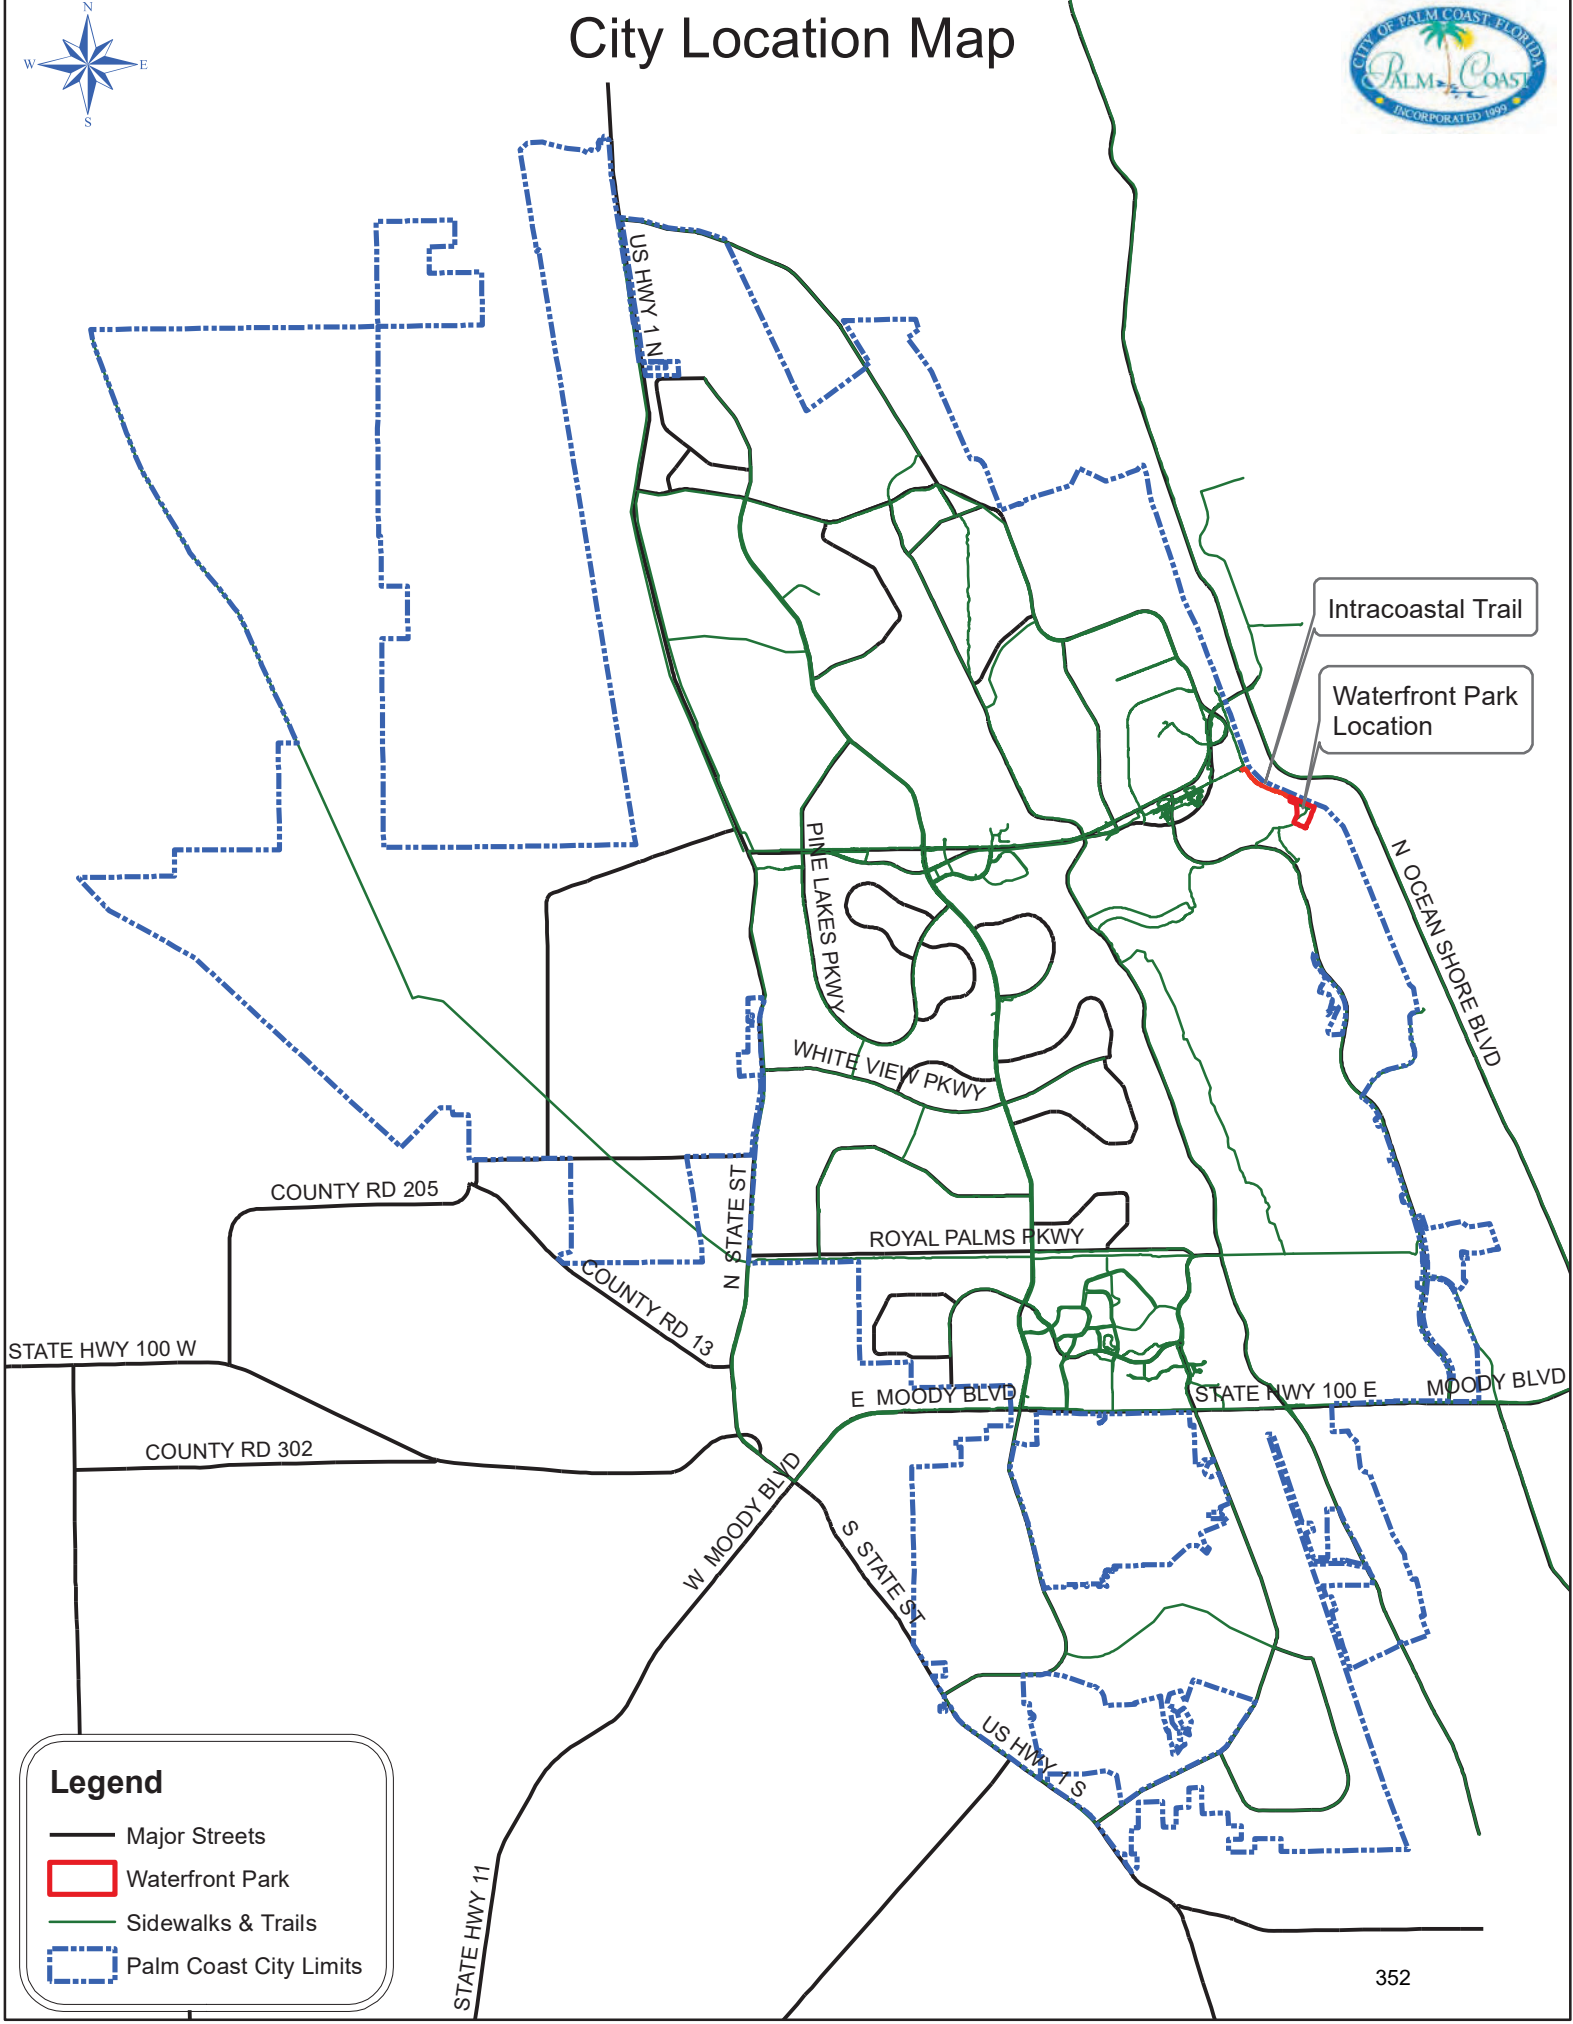 City Location Map
N
W
E
S
CITY OF PALM COAST, FLORIDA
PALM COAST
INCORPORATED 1999
US HWY 1 N
Intracoastal Trail
Waterfront Park
Location
PINE LAKES PKWY
N OCEAN SHORE BLVD
WHITE VIEW PKWY
COUNTY RD 205
N STATE ST
ROYAL PALMS PKWY
COUNTY RD 13
STATE HWY 100 W
E MOODY BLVD
STATE HWY 100 E
MOODY BLVD
COUNTY RD 302
W MOODY BLVD
S STATE ST
US HWY 1 S
STATE HWY 11
Legend
Major Streets
Waterfront Park
Sidewalks & Trails
Palm Coast City Limits
352